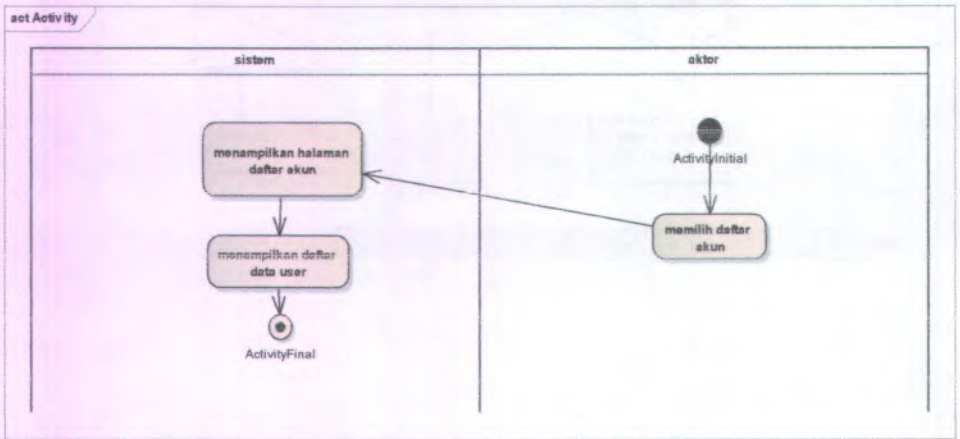 act Activity
sistem
aktor
menampilkan halaman
daftar akun
ActivityInitial
memilih daftar
akun
menampilkan daftar
data user
ActivityFinal